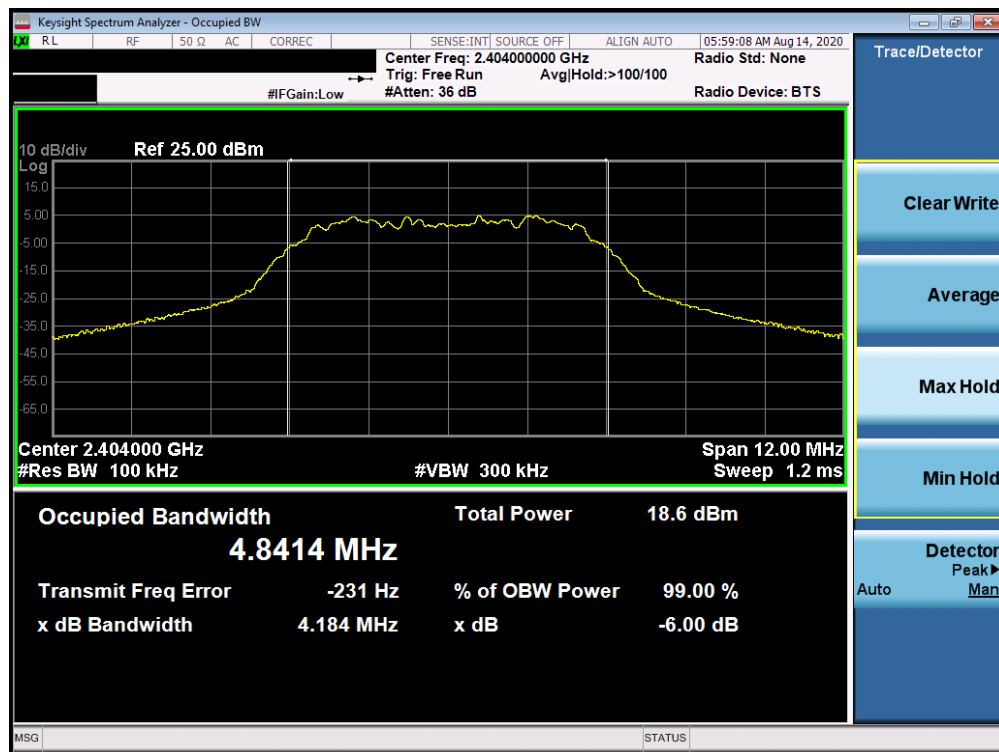 Keysight Spectrum Analyzer - Occupied BW
LXI RL RF 50 Ω AC CORREC SENSE:INT SOURCE OFF ALIGN AUTO 05:59:08 AM Aug 14, 2020
Center Freq: 2.404000000 GHz Radio Std: None
Trig: Free Run Avg|Hold:>100/100
#IFGain:Low #Atten: 36 dB Radio Device: BTS
Trace/Detector
10 dB/div Ref 25.00 dBm
Log
15.0
5.00
-5.00
-15.0
-25.0
-35.0
-45.0
-55.0
-65.0
Center 2.404000 GHz Span 12.00 MHz
#Res BW 100 kHz #VBW 300 kHz Sweep 1.2 ms
Occupied Bandwidth Total Power 18.6 dBm
4.8414 MHz
Transmit Freq Error -231 Hz % of OBW Power 99.00 %
x dB Bandwidth 4.184 MHz x dB -6.00 dB
Clear Write
Average
Max Hold
Min Hold
Detector
Peak▶
Auto Man
MSG STATUS